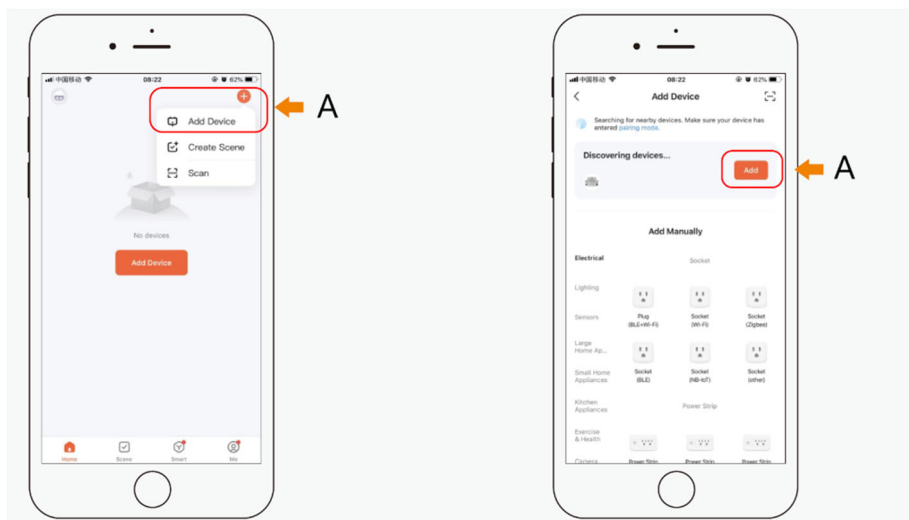 中国移动
08:22
62%
Add Device
Create Scene
Scan
A
No devices
Add Device
Home
Scene
Smart
Me
中国移动
08:22
62%
Add Device
Searching for nearby devices. Make sure your device has
entered pairing mode.
Discovering devices...
Add
A
Add Manually
Electrical
Socket
Lighting
Sensors
Plug
(BLE+Wi-Fi)
Socket
(Wi-Fi)
Socket
(Zigbee)
Large
Home Ap...
Small Home
Appliances
Socket
(BLE)
Socket
(NB-IoT)
Socket
(other)
Kitchen
Appliances
Power Strip
Exercise
& Health
Camera
Power Strip
Power Strip
Power Strip